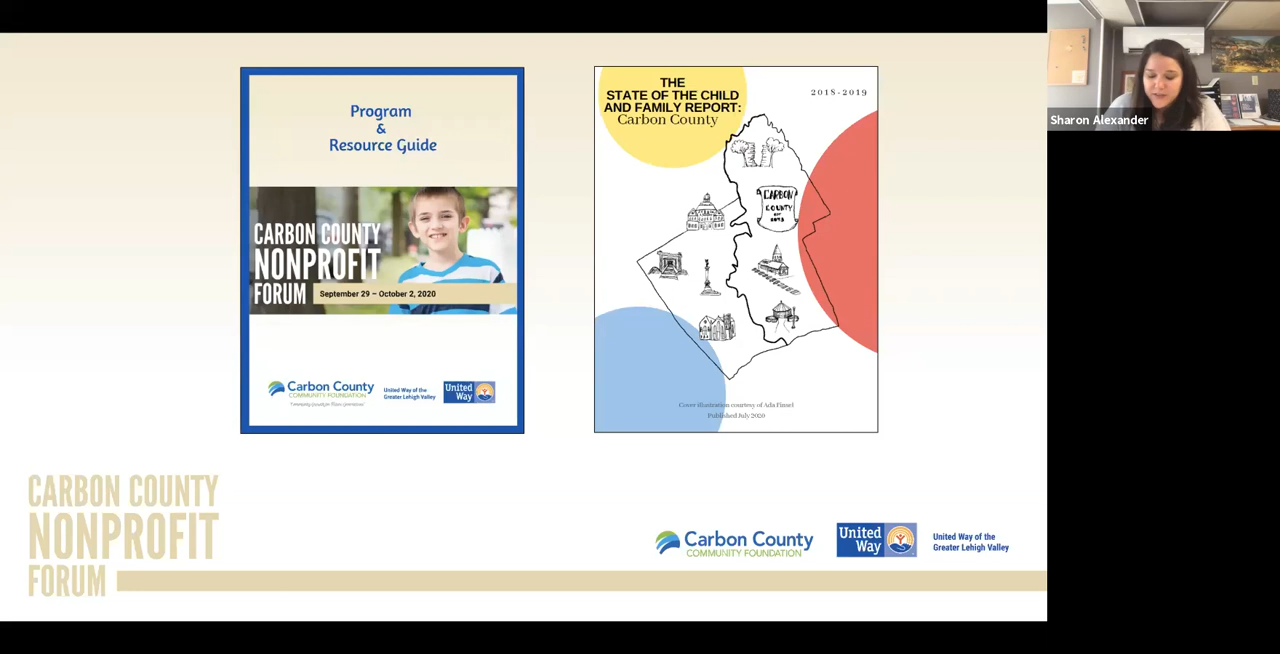 Program
&
Resource Guide
CARBON COUNTY
NONPROFIT
FORUM
September 29 – October 2, 2020
Carbon County
COMMUNITY FOUNDATION
United Way of the
Greater Lehigh Valley
United
Way
THE
STATE OF THE CHILD
AND FAMILY REPORT:
Carbon County
2018-2019
CARBON
COUNTY
Cover illustration courtesy of Ada Finsel
Published July 2020
Sharon Alexander
CARBON COUNTY
NONPROFIT
FORUM
Carbon County
COMMUNITY FOUNDATION
United
Way
United Way of the
Greater Lehigh Valley